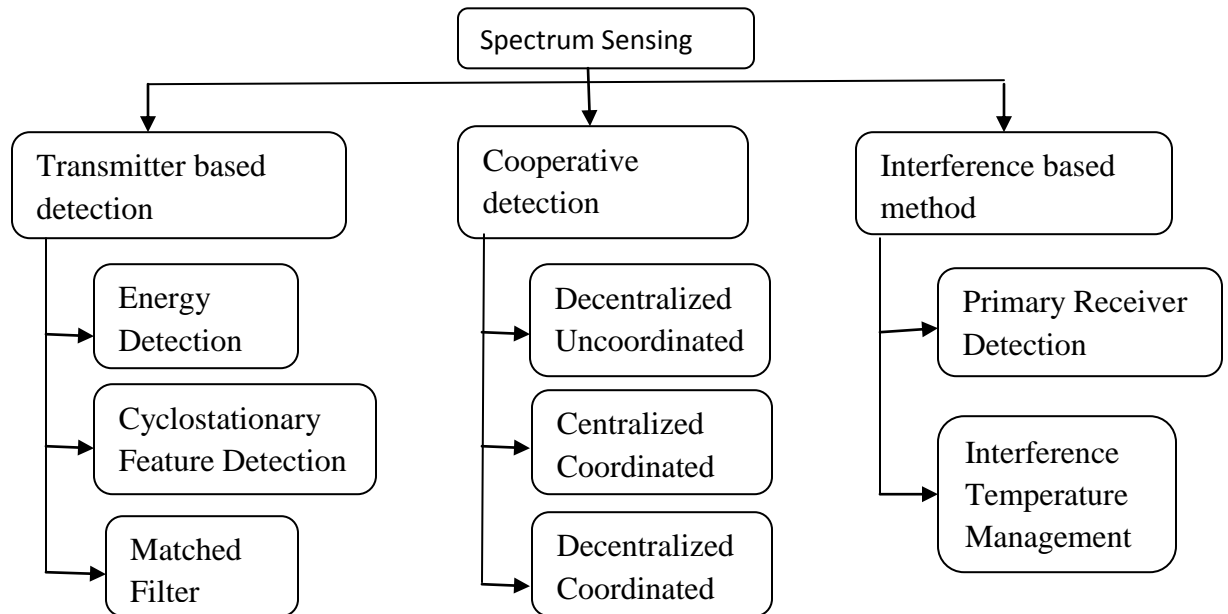 Spectrum Sensing
Transmitter based
detection
Energy
Detection
Cyclostationary
Feature Detection
Matched
Filter
Cooperative
detection
Decentralized
Uncoordinated
Centralized
Coordinated
Decentralized
Coordinated
Interference based
method
Primary Receiver
Detection
Interference
Temperature
Management